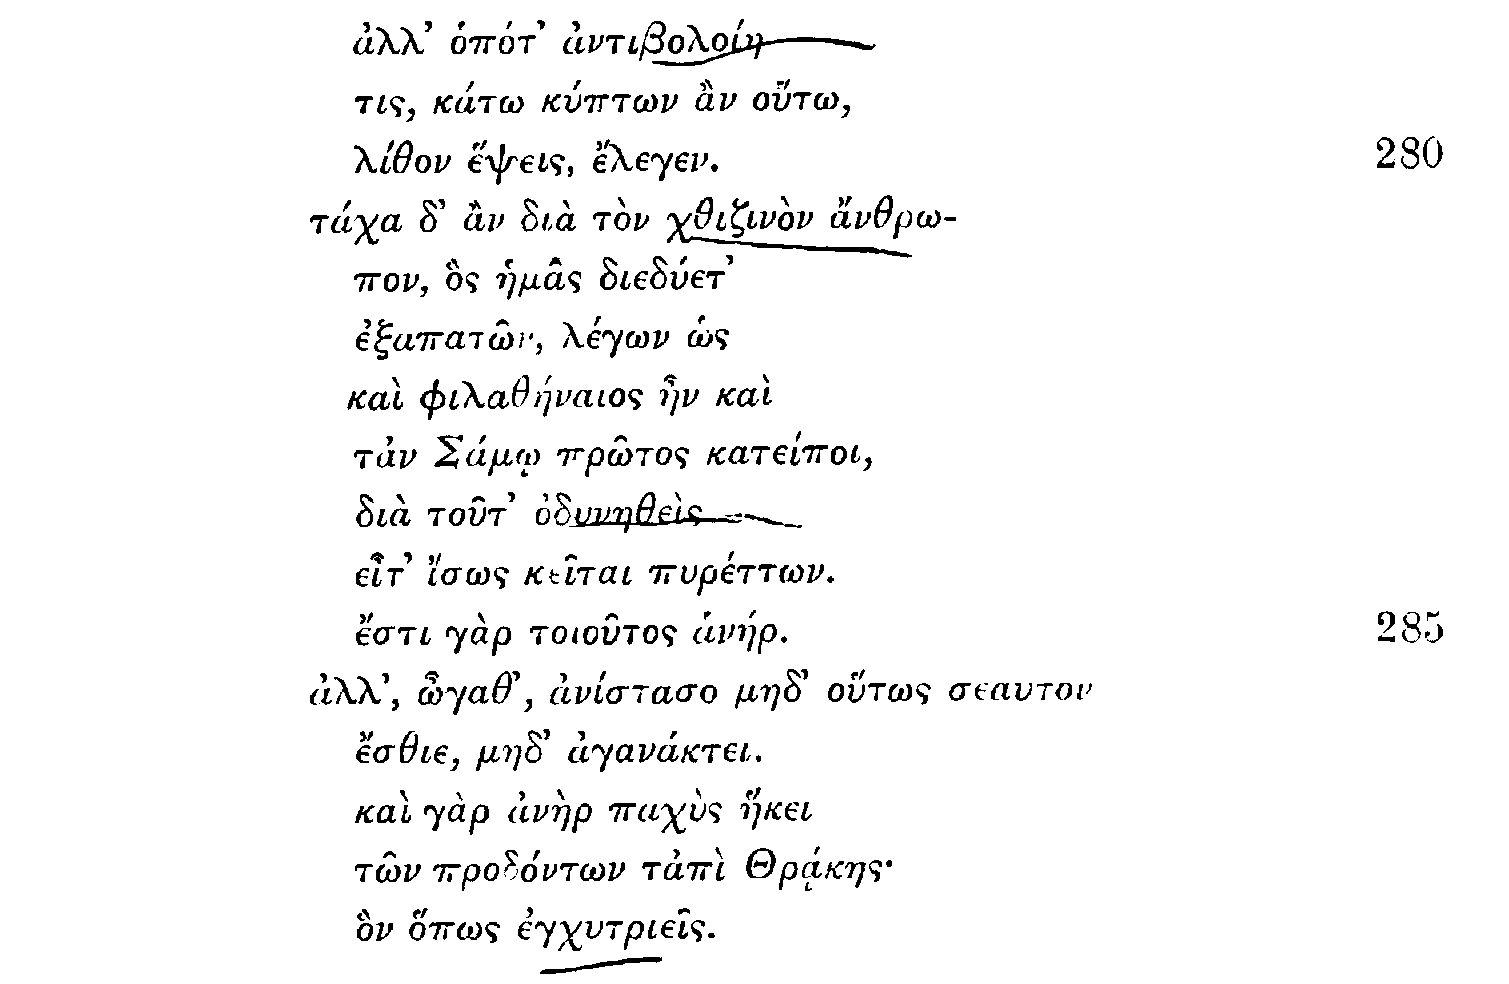 ἀλλ’ ὁπότ’ ἀντιβολοίη
τις, κάτω κύπτων ἂν οὕτω,
λίθον ἕψεις, ἔλεγεν. 280
τάχα δ’ ἂν διὰ τὸν χθιζινὸν ἄνθρω-
πον, ὃς ἡμᾶς διεδύετ’
ἐξαπατῶν, λέγων ὡς
καὶ φιλαθήναιος ἦν καὶ
τἀν Σάμῳ πρῶτος κατείποι,
διὰ τοῦτ’ ὀδυνηθεὶς
εἶτ’ ἴσως κεῖται πυρέττων.
ἔστι γὰρ τοιοῦτος ἁνήρ. 285
ἀλλ’, ὦγαθ’, ἀνίστασο μηδ’ οὕτως σεαυτὸν
ἔσθιε, μηδ’ ἀγανάκτει.
καὶ γὰρ ἀνὴρ παχὺς ἥκει
τῶν προδόντων τἀπὶ Θρᾴκης·
ὃν ὅπως ἐγχυτριεῖς.